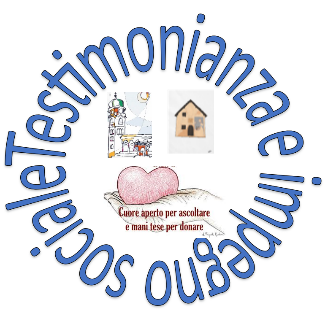 Testimonianza e impegno sociale
Cuore aperto per ascoltare
e mani tese per donare